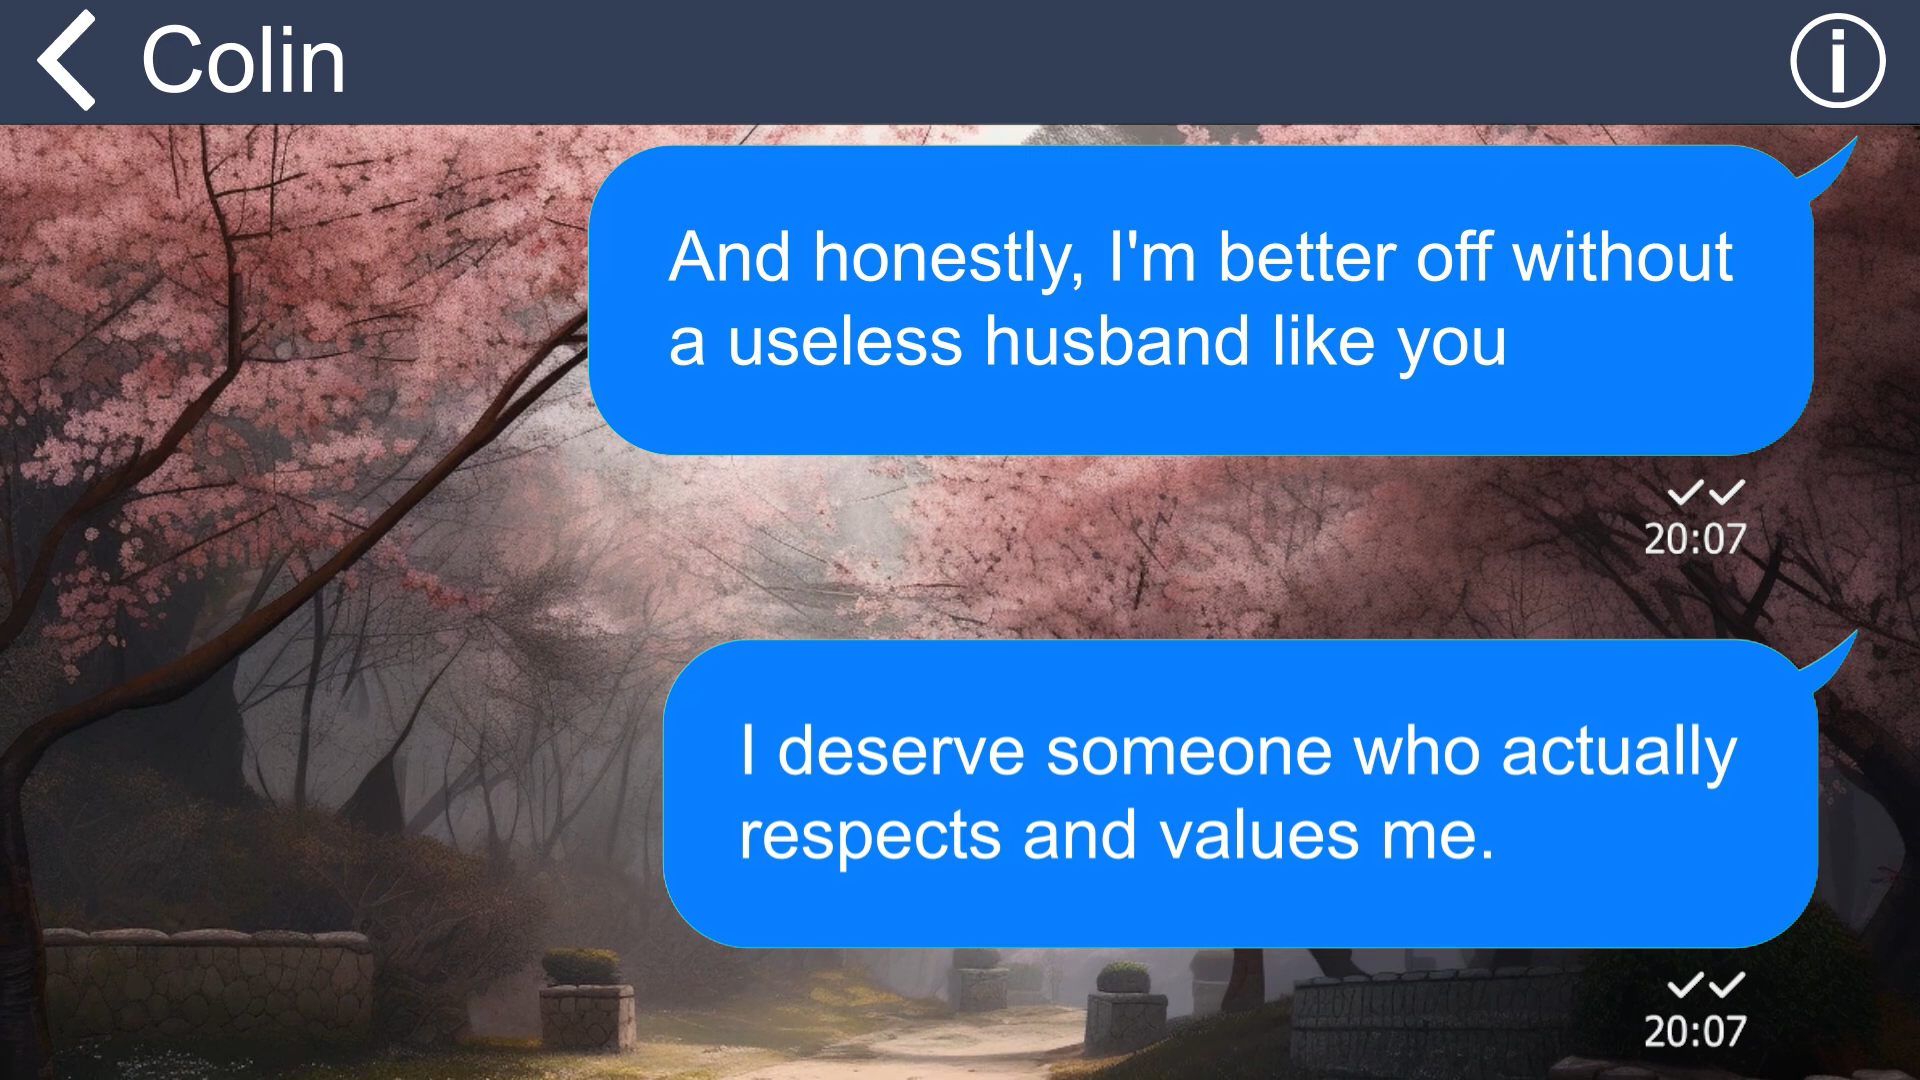 Colin
And honestly, I'm better off without
a useless husband like you
20:07
I deserve someone who actually
respects and values me.
20:07